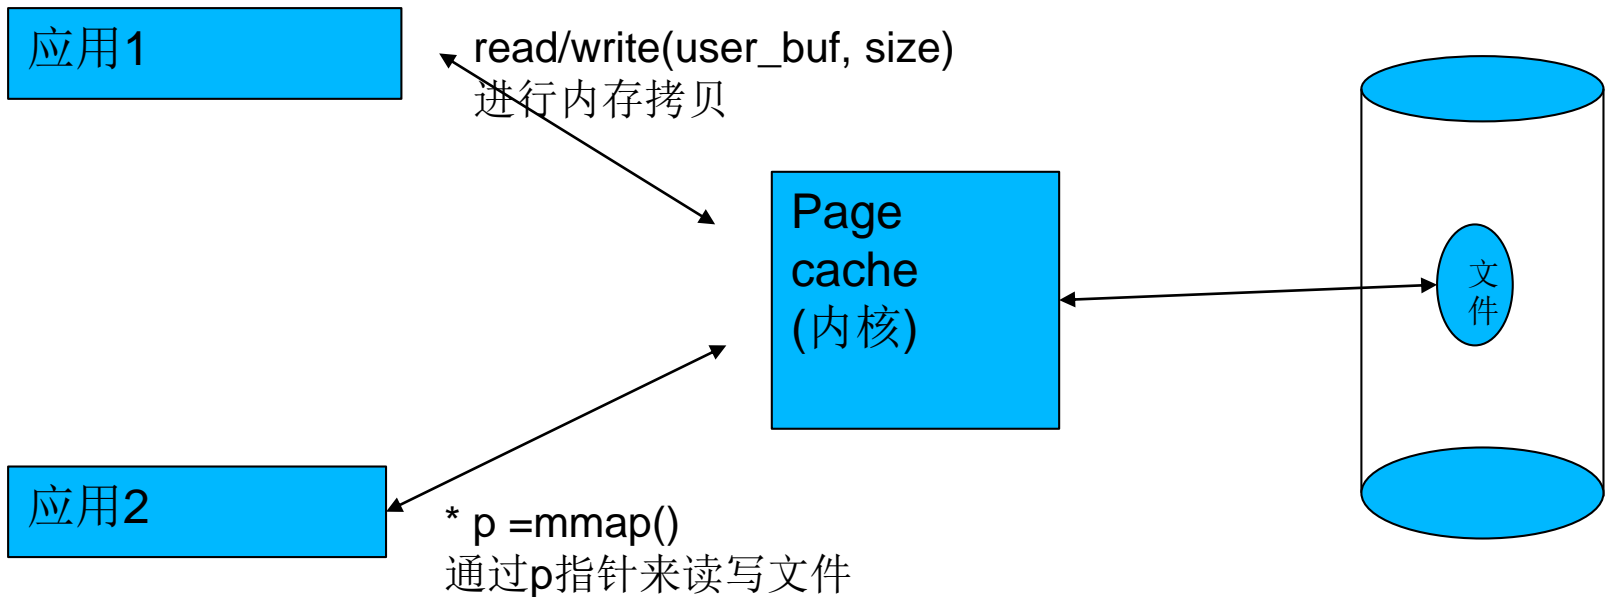 应用1
read/write(user_buf, size)
进行内存拷贝
Page
cache
(内核)
文
件
应用2
* p =mmap()
通过p指针来读写文件